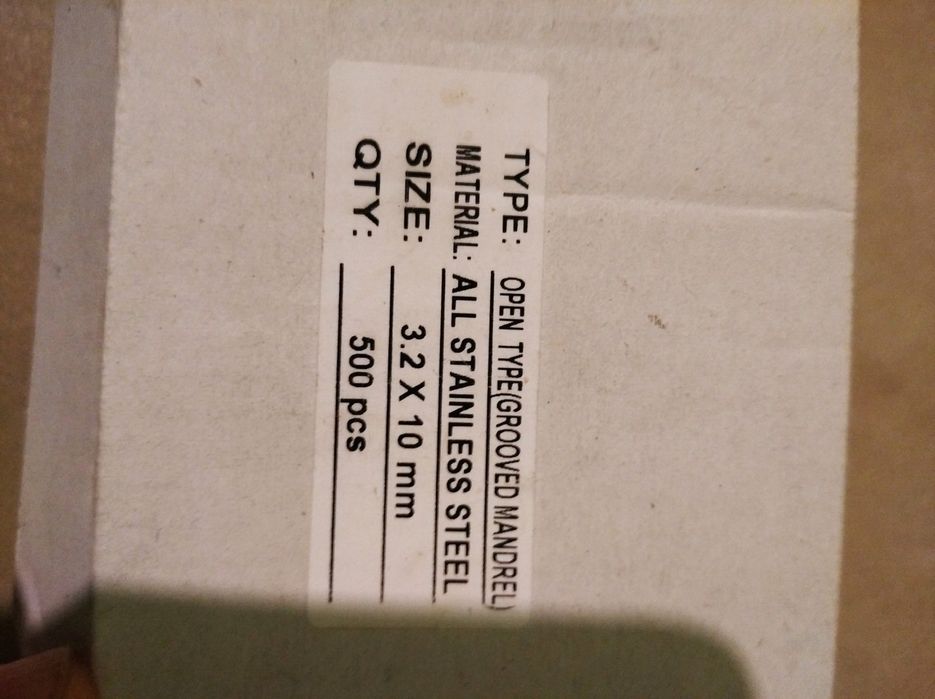 TYPE: OPEN TYPE(GROOVED MANDREL)
MATERIAL: ALL STAINLESS STEEL
SIZE: 3.2 X 10 mm
QTY: 500 pcs